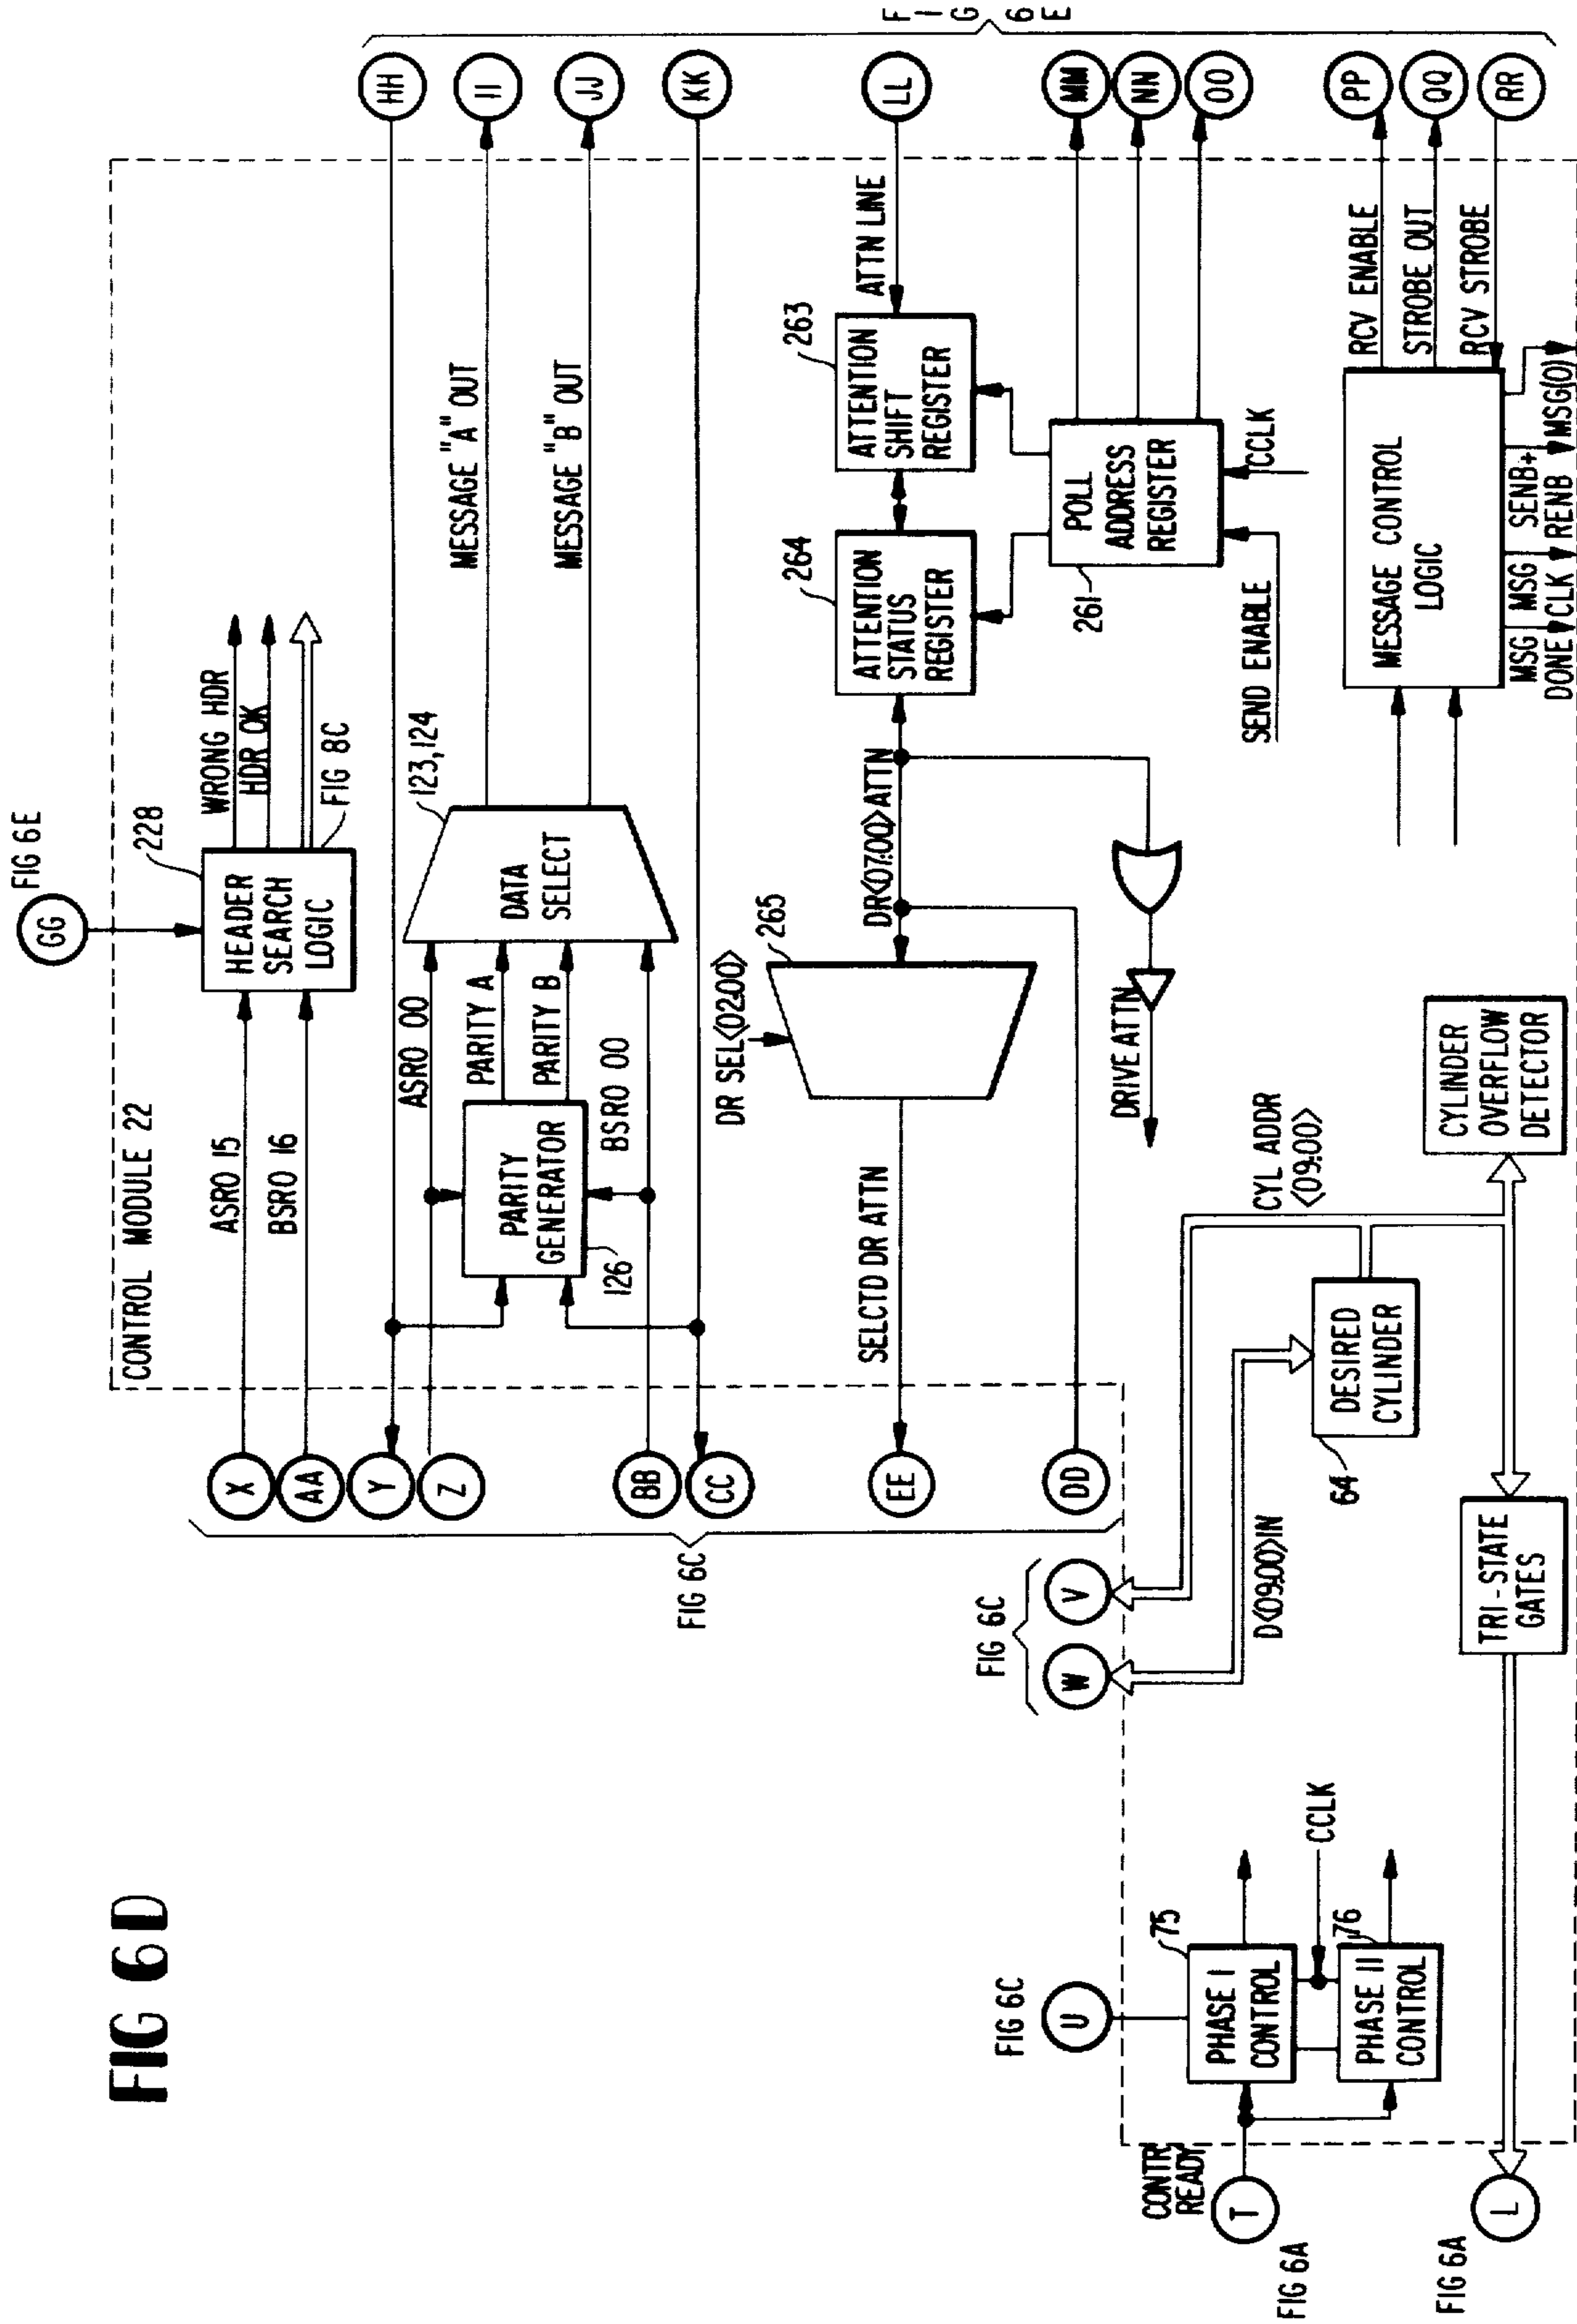 FIG 6D
FIG 6E
GG
CONTROL MODULE 22
228
X
ASRO 15
AA
BSRO 16
HEADER
SEARCH
LOGIC
WRONG HDR
HDR OK
FIG 8C
Y
HH
Z
ASRO 00
PARITY
GENERATOR
126
PARITY A
PARITY B
BB
BSRO 00
DATA
SELECT
123,124
MESSAGE "A" OUT
II
MESSAGE "B" OUT
JJ
CC
KK
FIG 6C
DR SEL<02:00>
265
EE
SELCTD DR ATTN
DR<07:00>ATTN
264
ATTENTION
STATUS
REGISTER
263
ATTENTION
SHIFT
REGISTER
ATTN LINE
LL
DD
DRIVE ATTN
261
POLL
ADDRESS
REGISTER
SEND ENABLE
CCLK
MM
NN
OO
FIG 6E
FIG 6C
W
V
CYL ADDR
<09:00>
D<09:00>IN
64
DESIRED
CYLINDER
CYLINDER
OVERFLOW
DETECTOR
TRI-STATE
GATES
MESSAGE CONTROL
LOGIC
RCV ENABLE
PP
STROBE OUT
QQ
RCV STROBE
RR
MSG
DONE
MSG
CLK
SENB+
RENB
MSG(0)
FIG 6C
U
75
PHASE I
CONTROL
CCLK
76
PHASE II
CONTROL
CONTR
READY
T
FIG 6A
L
FIG 6A